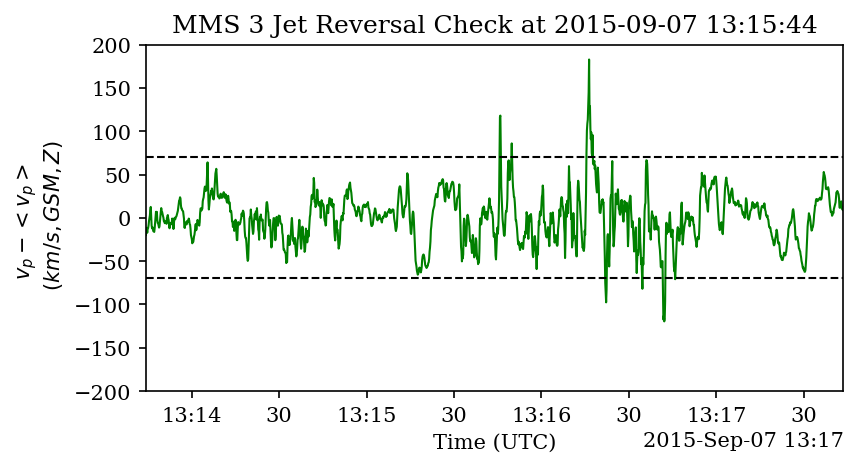 MMS 3 Jet Reversal Check at 2015-09-07 13:15:44
200
150
100
50
0
−50
−100
−150
−200
v_p − < v_p >
(km/s, GSM, Z)
13:14 30 13:15 30 13:16 30 13:17 30
Time (UTC) 2015-Sep-07 13:17